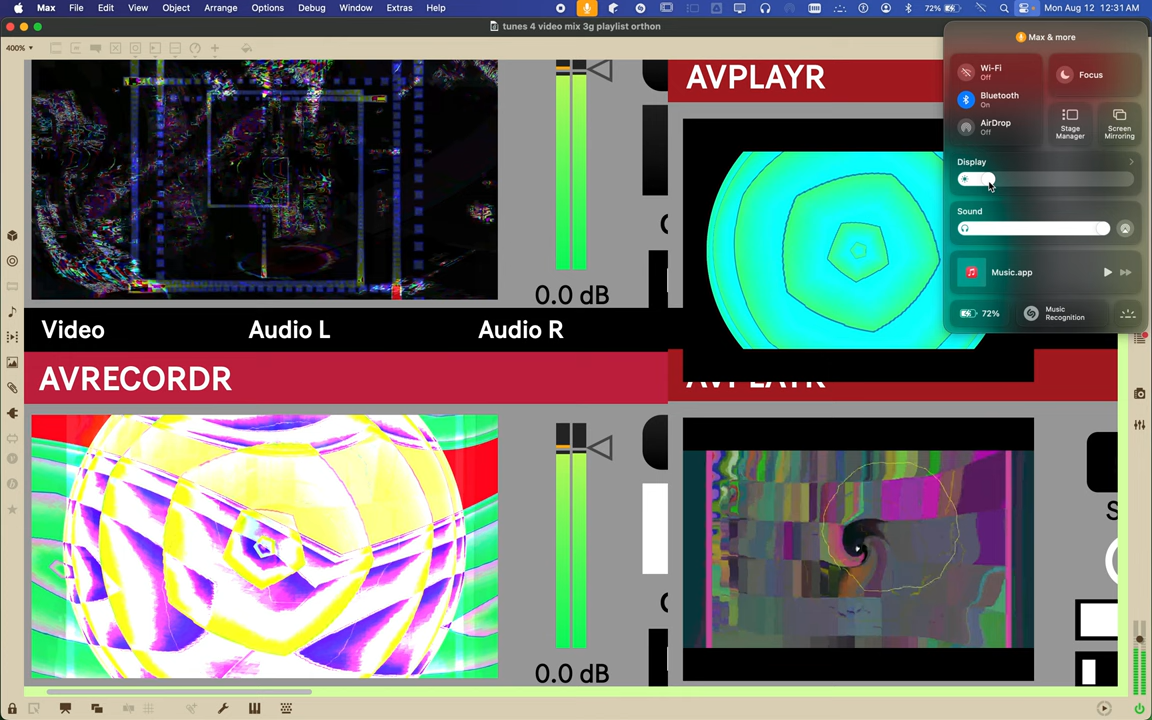 Max File Edit View Object Arrange Options Debug Window Extras Help
72% Mon Aug 12 12:31 AM
tunes 4 video mix 3g playlist orthon
400%
Max & more
Wi-Fi
Off
Focus
Bluetooth
On
AirDrop
Off
Stage
Manager
Screen
Mirroring
Display
Sound
Music.app
72%
Music
Recognition
AVPLAYR
0.0 dB
Video Audio L Audio R
AVRECORDR
AVPLAYR
0.0 dB